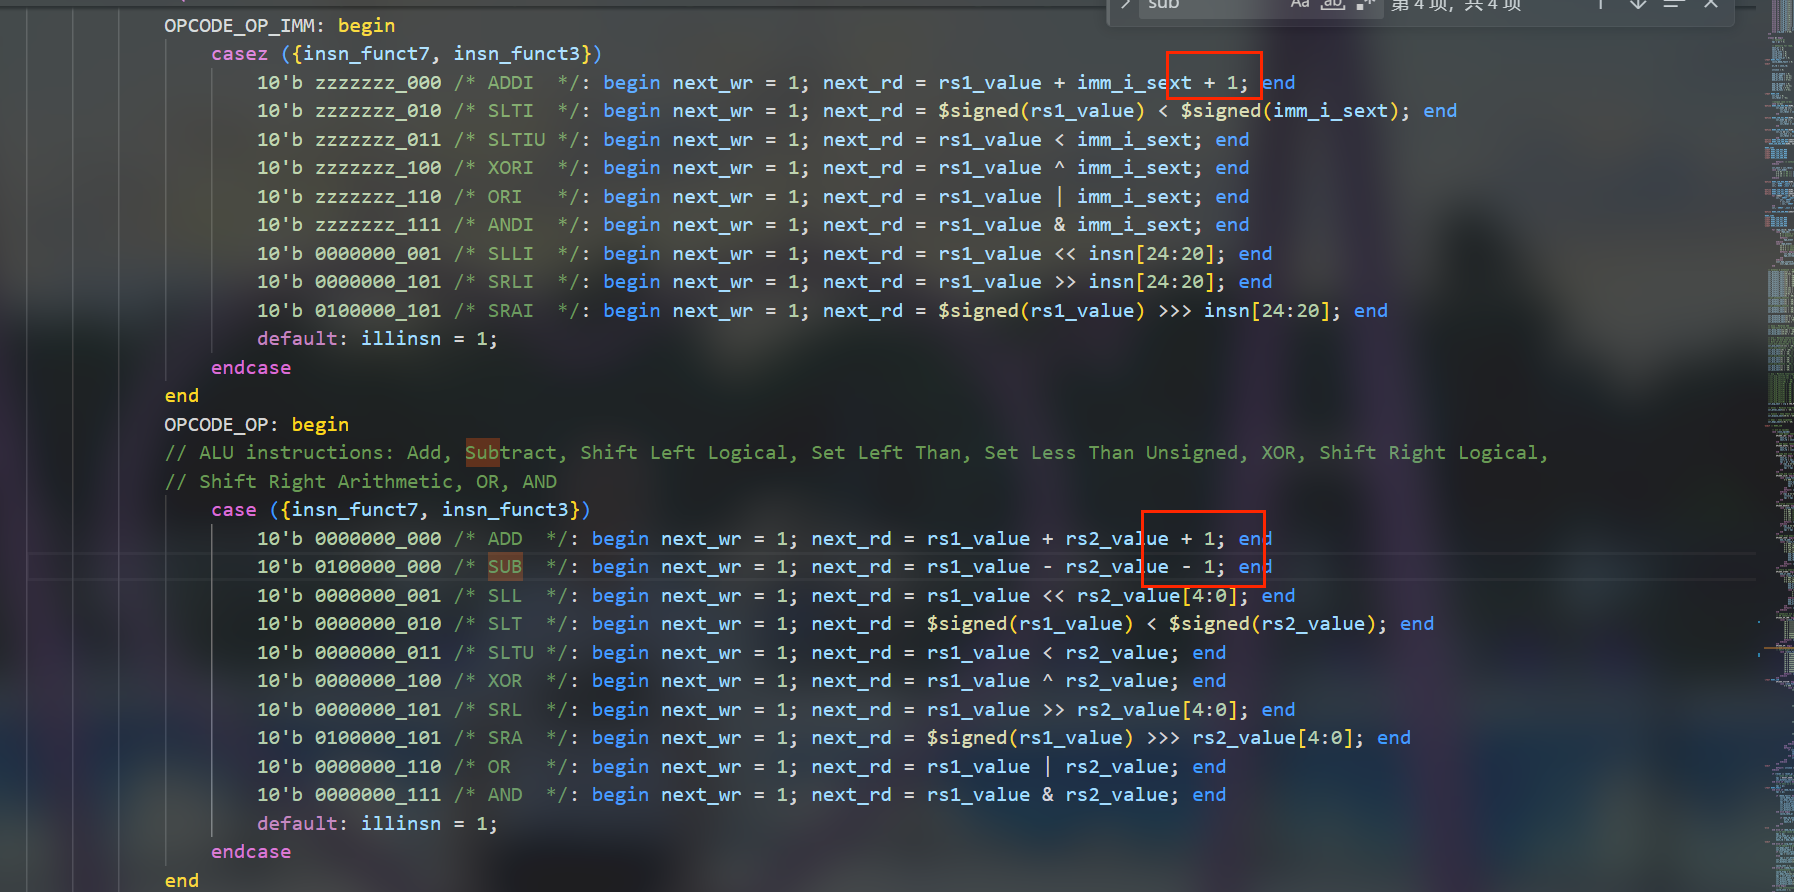 sub Aa ab .* 第 4 项, 共 4 项
OPCODE_OP_IMM: begin
casez ({insn_funct7, insn_funct3})
10'b zzzzzzz_000 /* ADDI  */: begin next_wr = 1; next_rd = rs1_value + imm_i_sext + 1; end
10'b zzzzzzz_010 /* SLTI  */: begin next_wr = 1; next_rd = $signed(rs1_value) < $signed(imm_i_sext); end
10'b zzzzzzz_011 /* SLTIU */: begin next_wr = 1; next_rd = rs1_value < imm_i_sext; end
10'b zzzzzzz_100 /* XORI  */: begin next_wr = 1; next_rd = rs1_value ^ imm_i_sext; end
10'b zzzzzzz_110 /* ORI   */: begin next_wr = 1; next_rd = rs1_value | imm_i_sext; end
10'b zzzzzzz_111 /* ANDI  */: begin next_wr = 1; next_rd = rs1_value & imm_i_sext; end
10'b 0000000_001 /* SLLI  */: begin next_wr = 1; next_rd = rs1_value << insn[24:20]; end
10'b 0000000_101 /* SRLI  */: begin next_wr = 1; next_rd = rs1_value >> insn[24:20]; end
10'b 0100000_101 /* SRAI  */: begin next_wr = 1; next_rd = $signed(rs1_value) >>> insn[24:20]; end
default: illinsn = 1;
endcase
end
OPCODE_OP: begin
// ALU instructions: Add, Subtract, Shift Left Logical, Set Left Than, Set Less Than Unsigned, XOR, Shift Right Logical,
// Shift Right Arithmetic, OR, AND
case ({insn_funct7, insn_funct3})
10'b 0000000_000 /* ADD  */: begin next_wr = 1; next_rd = rs1_value + rs2_value + 1; end
10'b 0100000_000 /* SUB  */: begin next_wr = 1; next_rd = rs1_value - rs2_value - 1; end
10'b 0000000_001 /* SLL  */: begin next_wr = 1; next_rd = rs1_value << rs2_value[4:0]; end
10'b 0000000_010 /* SLT  */: begin next_wr = 1; next_rd = $signed(rs1_value) < $signed(rs2_value); end
10'b 0000000_011 /* SLTU */: begin next_wr = 1; next_rd = rs1_value < rs2_value; end
10'b 0000000_100 /* XOR  */: begin next_wr = 1; next_rd = rs1_value ^ rs2_value; end
10'b 0000000_101 /* SRL  */: begin next_wr = 1; next_rd = rs1_value >> rs2_value[4:0]; end
10'b 0100000_101 /* SRA  */: begin next_wr = 1; next_rd = $signed(rs1_value) >>> rs2_value[4:0]; end
10'b 0000000_110 /* OR   */: begin next_wr = 1; next_rd = rs1_value | rs2_value; end
10'b 0000000_111 /* AND  */: begin next_wr = 1; next_rd = rs1_value & rs2_value; end
default: illinsn = 1;
endcase
end